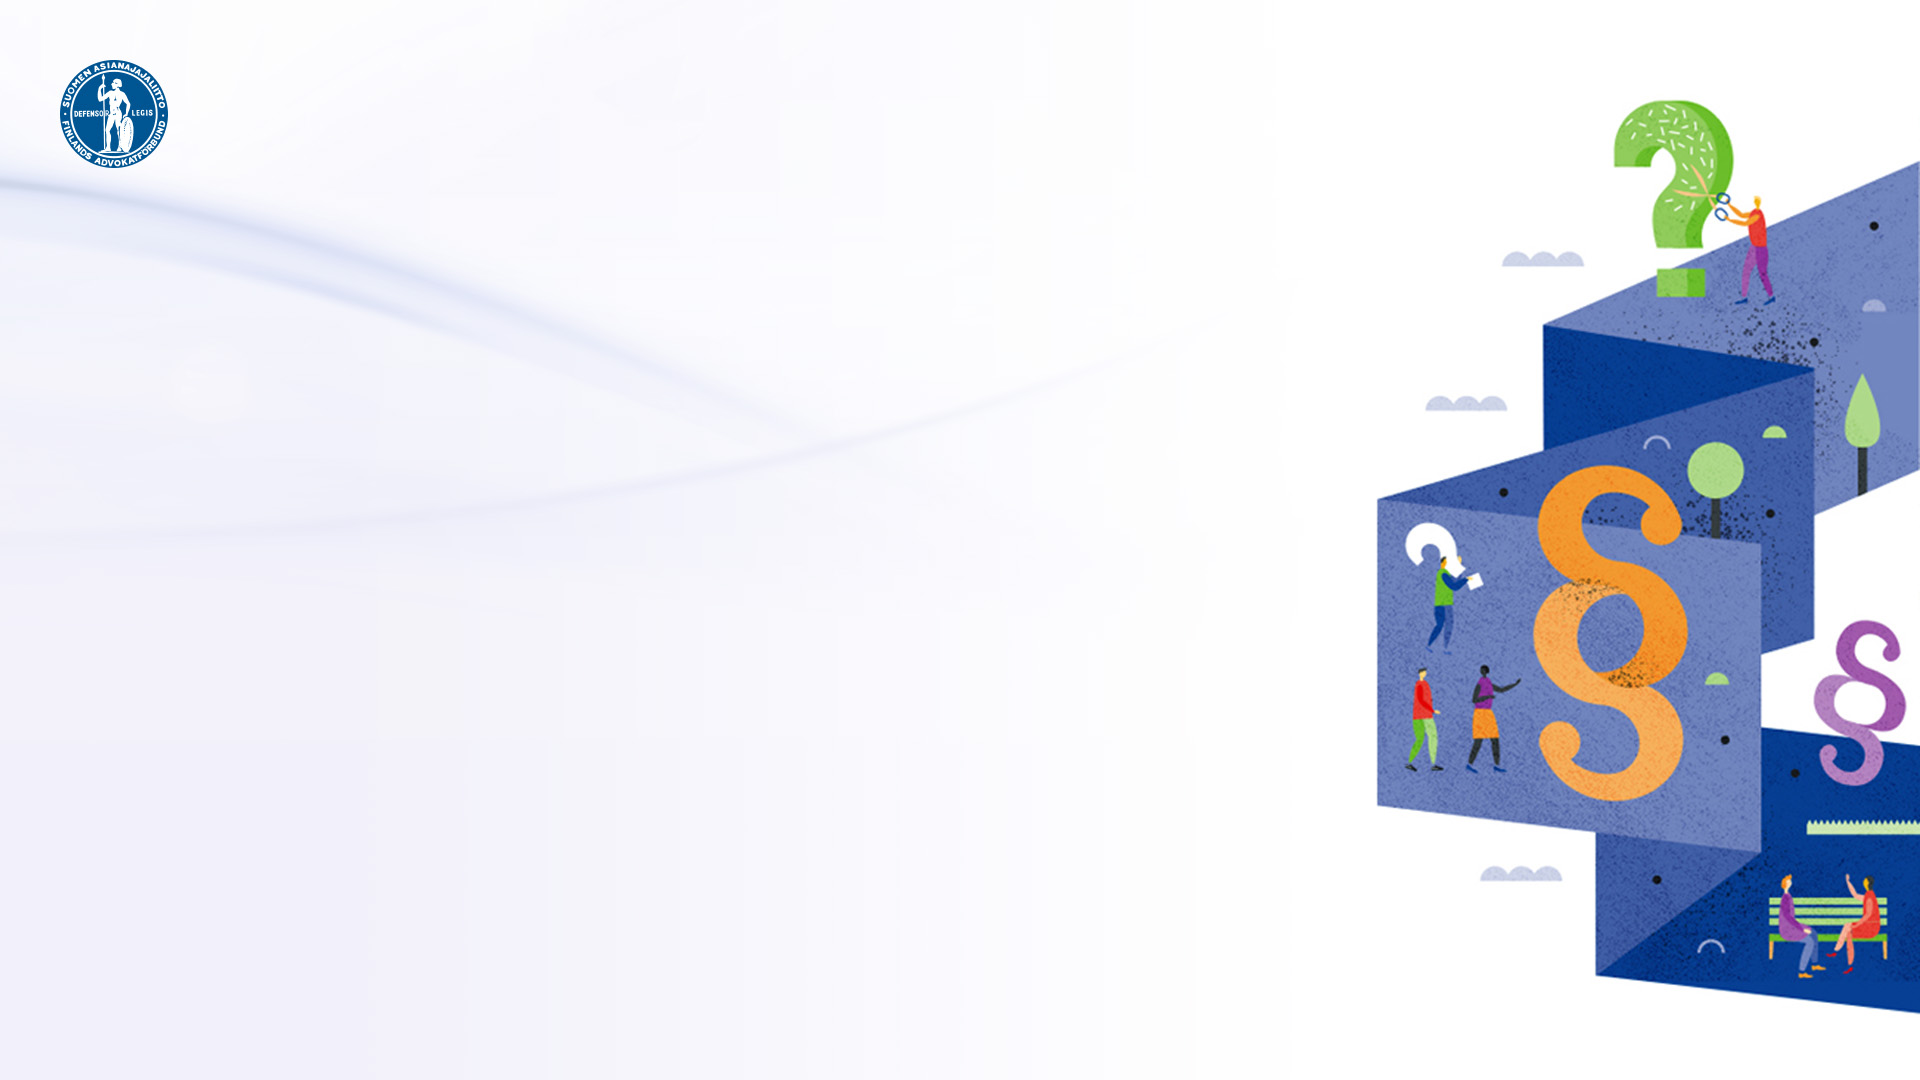 SUOMEN ASIANAJAJALIITTO
DEFENSOR LEGIS
FINLANDS ADVOKATFÖRBUND
?
?
§
§